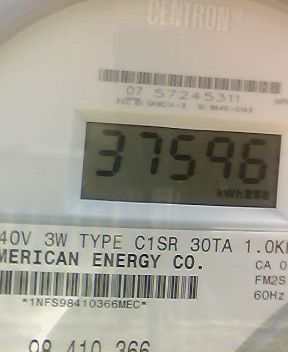 CENTRON®
07 57245311
37596
kWh
40V 3W TYPE C1SR 30TA 1.0K
MERICAN ENERGY CO.
CA 0
FM2S
*1NFS98410366MEC*
60Hz
98 410 366